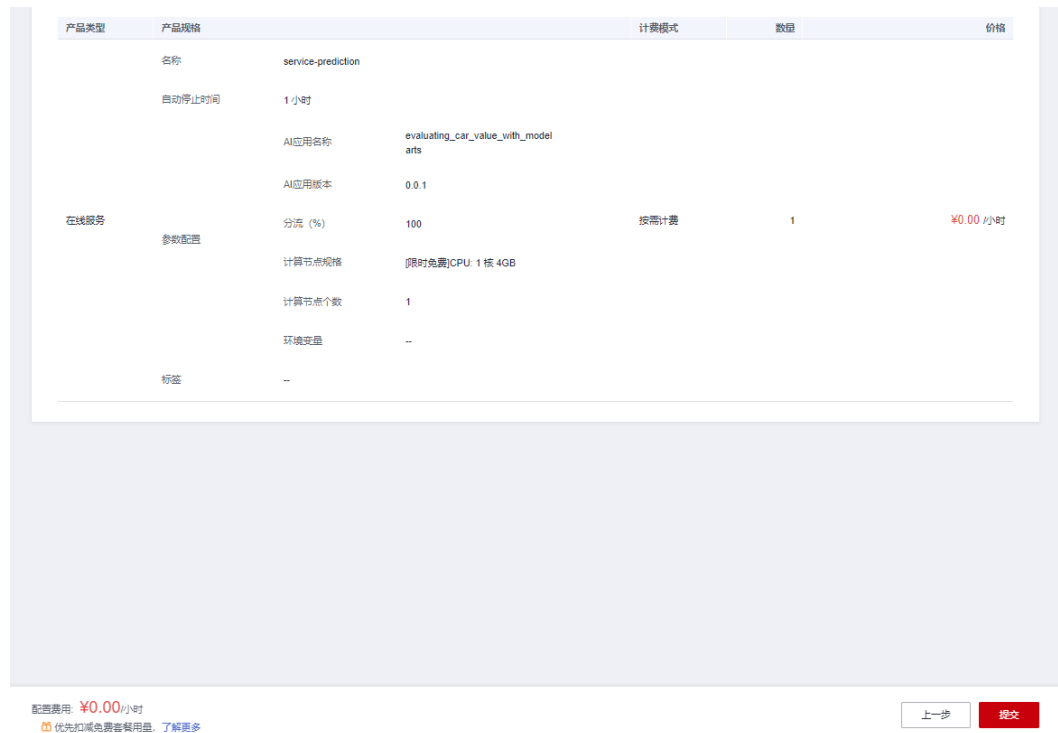 产品类型 产品规格 计费模式 数量 价格
名称 service-prediction
自动停止时间 1 小时
AI应用名称 evaluating_car_value_with_model
arts
AI应用版本 0.0.1
在线服务 参数配置 分流（%） 100 按需计费 1 ¥0.00 /小时
计算节点规格 [限时免费]CPU: 1 核 4GB
计算节点个数 1
环境变量 --
标签 --
配置费用: ¥0.00/小时
优先扣减免费套餐用量，了解更多
上一步 提交